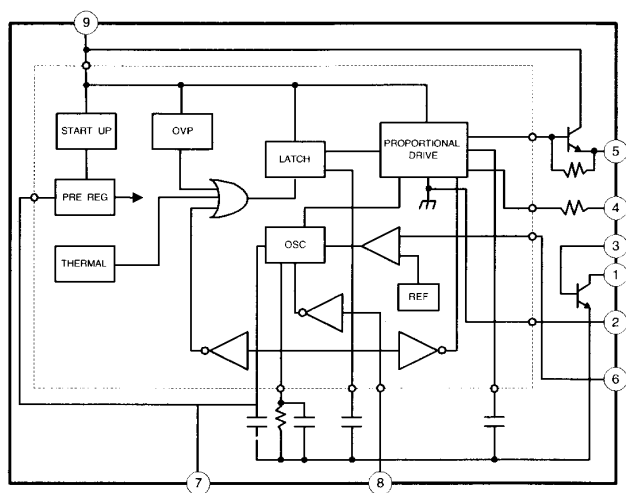 9
START UP
OVP
LATCH
PROPORTIONAL
DRIVE
5
PRE REG
4
THERMAL
OSC
REF
3
1
2
6
7
8